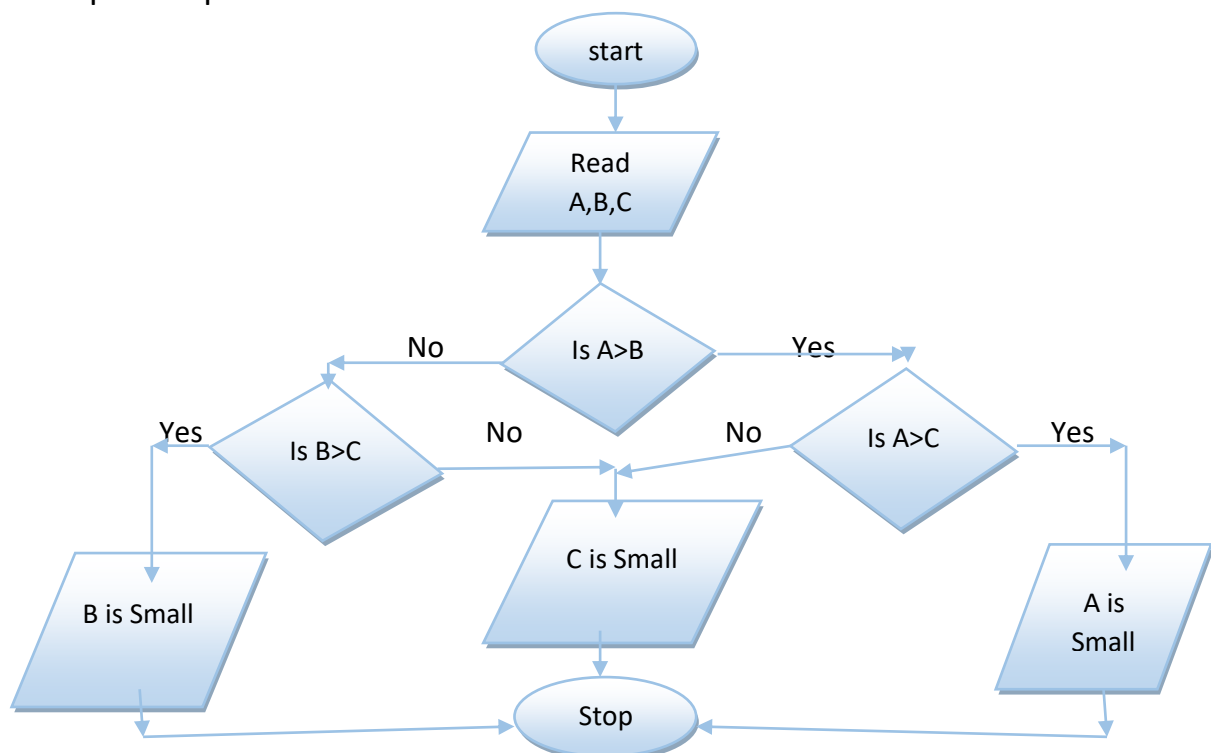 start
Read
A,B,C
No
Is A>B
Yes
Yes
Is B>C
No
No
Is A>C
Yes
C is Small
B is Small
A is
Small
Stop